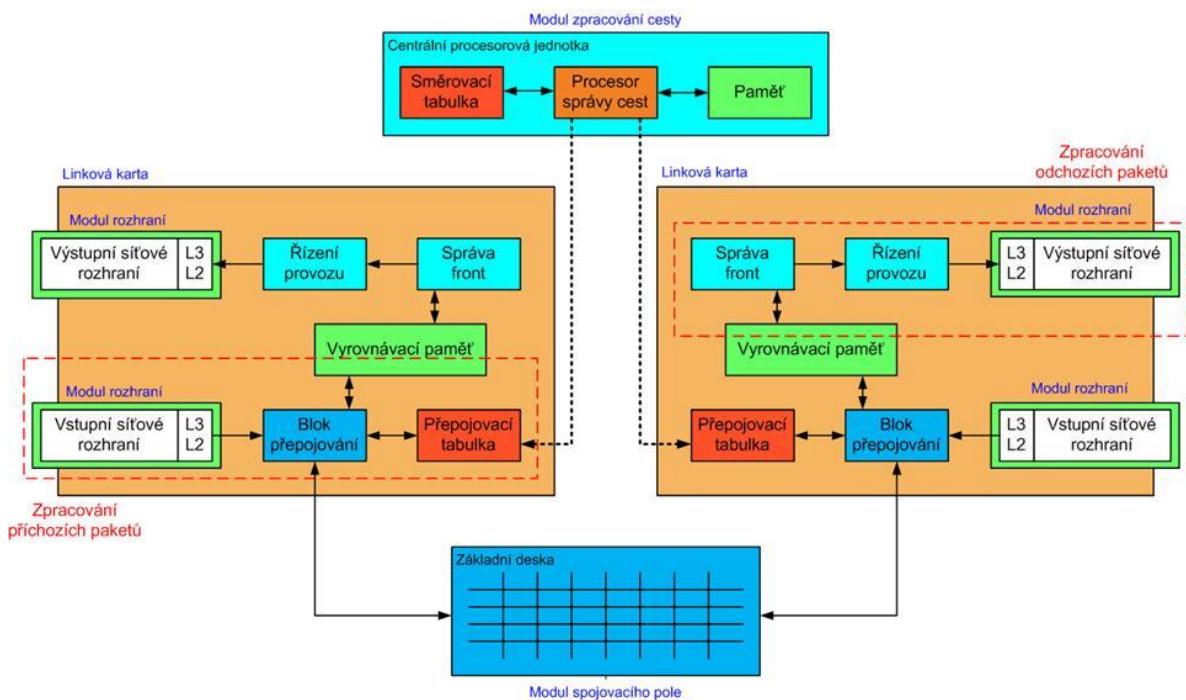 Modul zpracování cesty
Centrální procesorová jednotka
Směrovací
tabulka
Procesor
správy cest
Paměť
Linková karta
Modul rozhraní
Výstupní síťové
rozhraní
L3
L2
Řízení
provozu
Správa
front
Vyrovnávací paměť
Modul rozhraní
Vstupní síťové
rozhraní
L3
L2
Blok
přepojování
Přepojovací
tabulka
Zpracování
příchozích paketů
Zpracování
odchozích paketů
Linková karta
Modul rozhraní
Správa
front
Řízení
provozu
L3
L2
Výstupní síťové
rozhraní
Vyrovnávací paměť
Modul rozhraní
Přepojovací
tabulka
Blok
přepojování
L3
L2
Vstupní síťové
rozhraní
Základní deska
Modul spojovacího pole